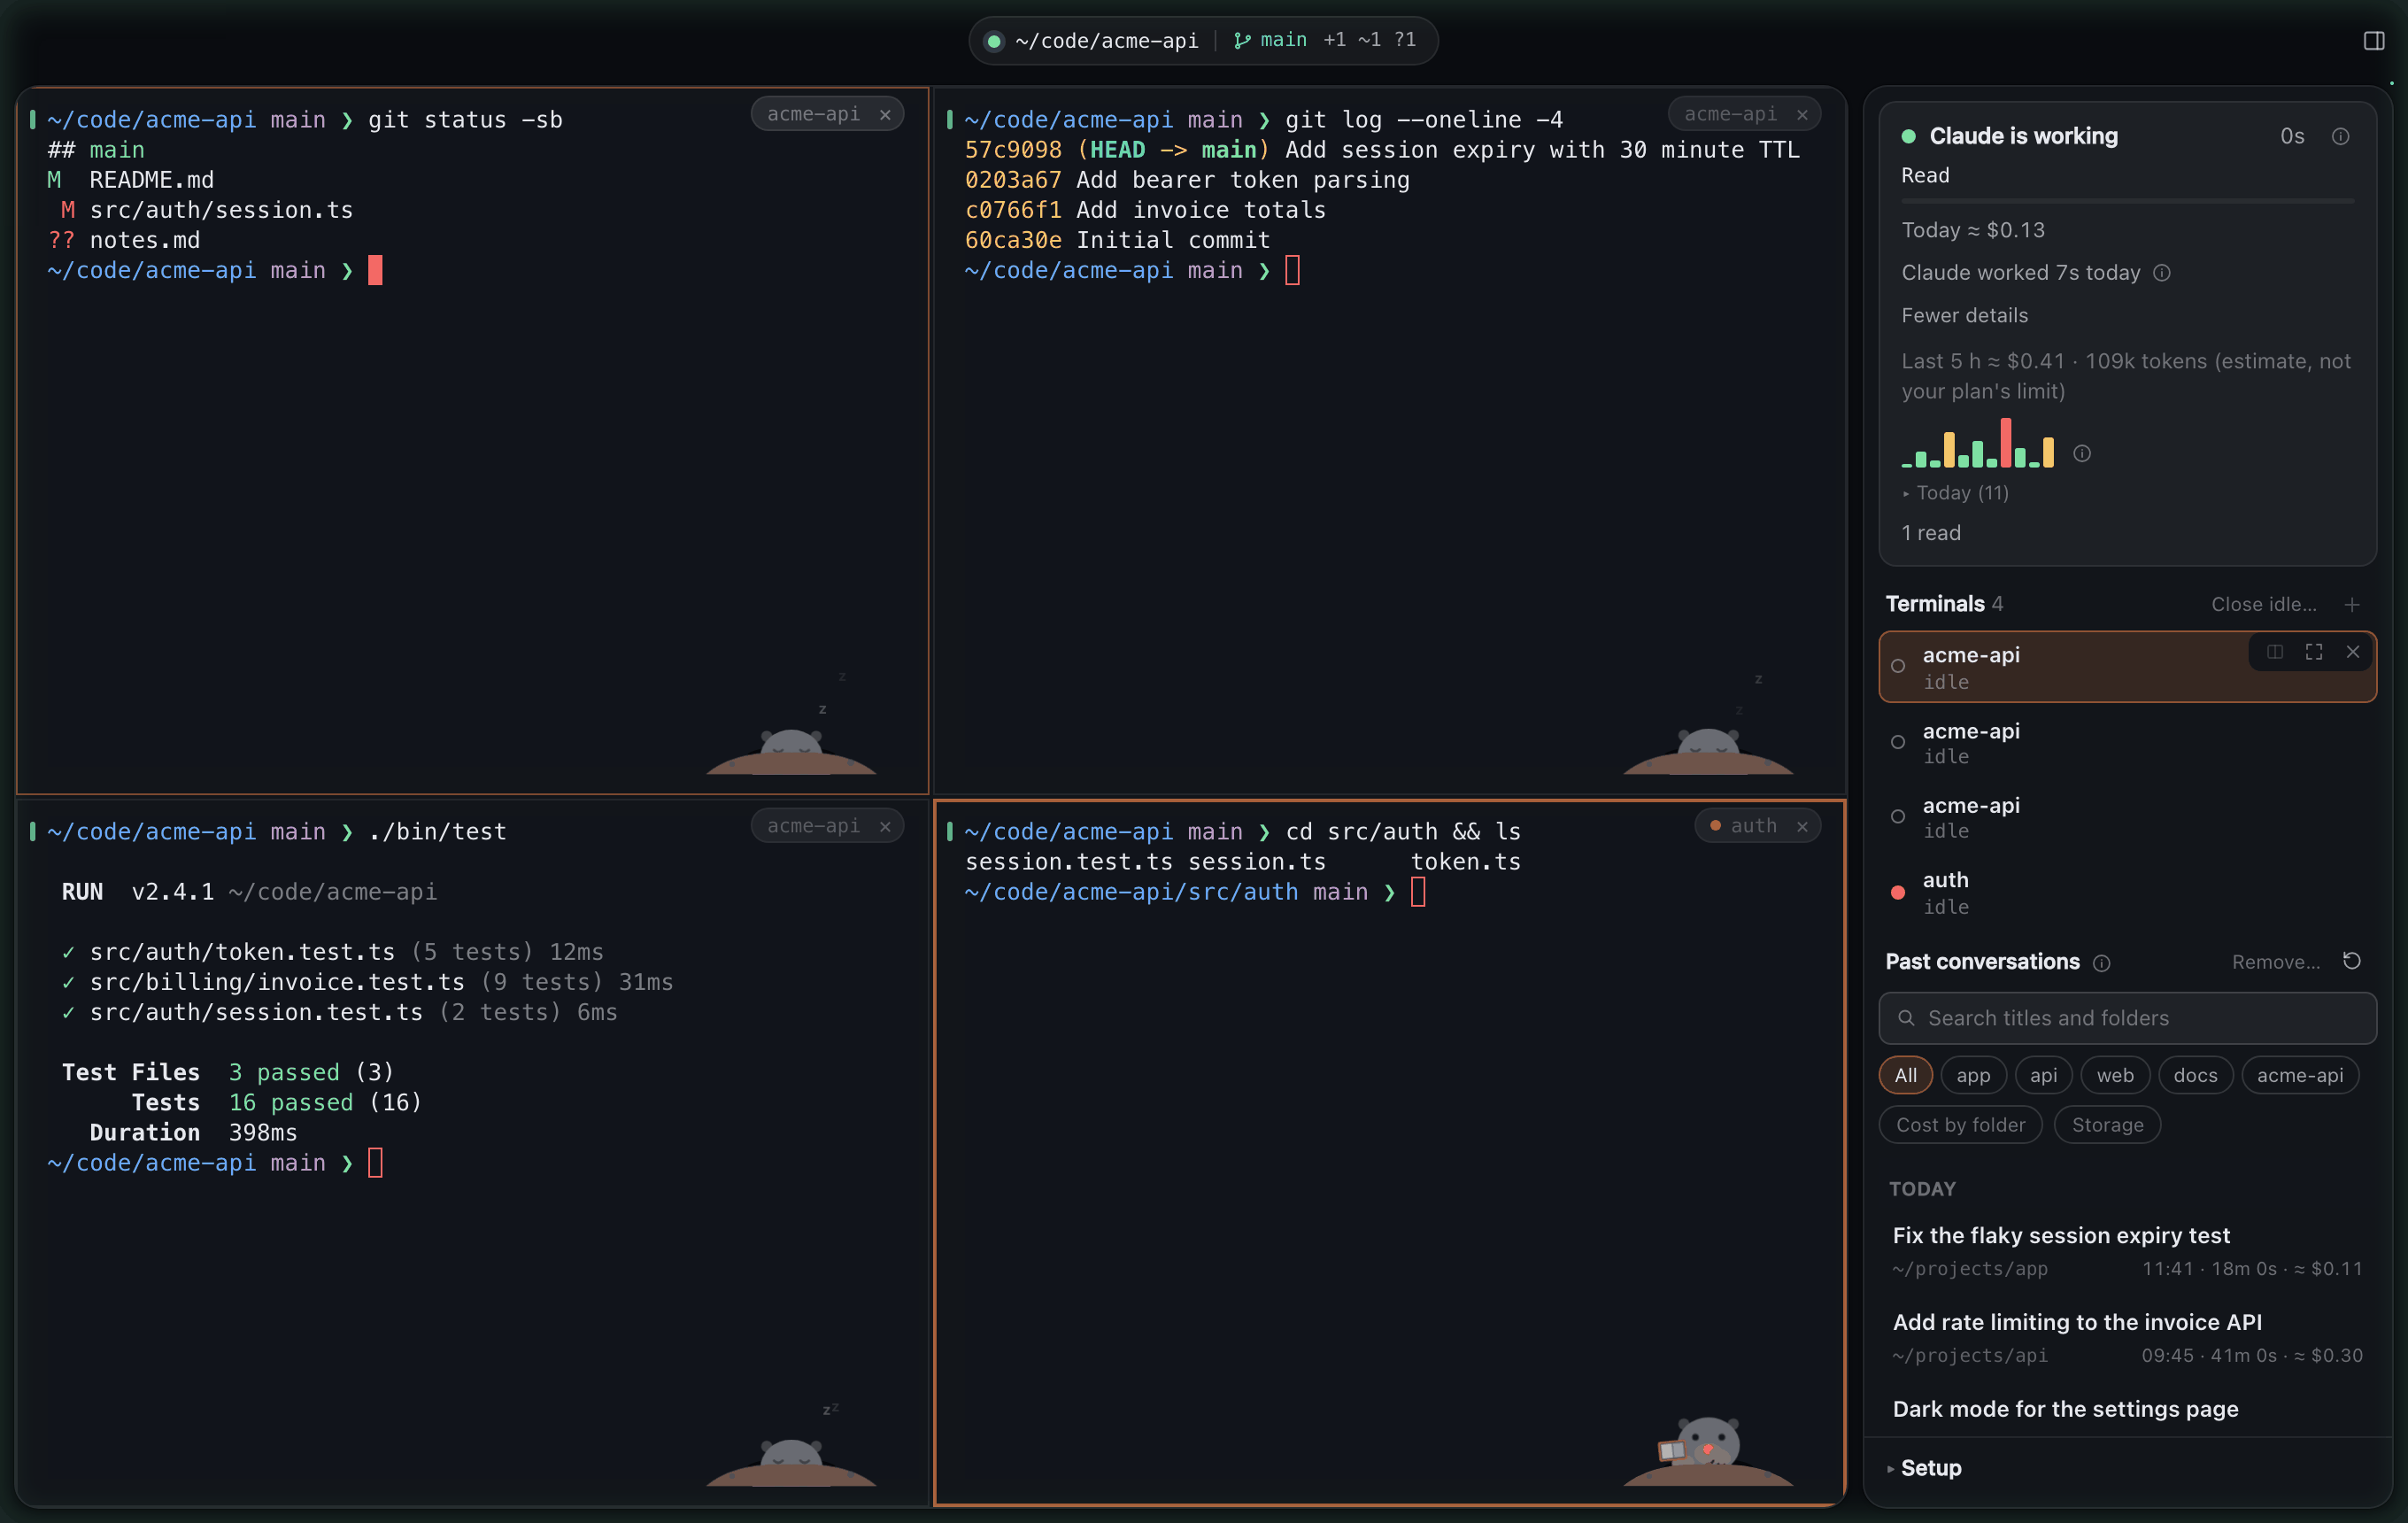 ~/code/acme-api main +1 ~1 ?1
~/code/acme-api main ❯ git status -sb
acme-api ×
## main
M  README.md
 M src/auth/session.ts
?? notes.md
~/code/acme-api main ❯
z
z
~/code/acme-api main ❯ git log --oneline -4
acme-api ×
57c9098 (HEAD -> main) Add session expiry with 30 minute TTL
0203a67 Add bearer token parsing
c0766f1 Add invoice totals
60ca30e Initial commit
~/code/acme-api main ❯
z
z
~/code/acme-api main ❯ ./bin/test
acme-api ×
RUN  v2.4.1 ~/code/acme-api
✓ src/auth/token.test.ts (5 tests) 12ms
✓ src/billing/invoice.test.ts (9 tests) 31ms
✓ src/auth/session.test.ts (2 tests) 6ms
Test Files  3 passed (3)
Tests  16 passed (16)
Duration  398ms
~/code/acme-api main ❯
zz
~/code/acme-api main ❯ cd src/auth && ls
auth ×
session.test.ts session.ts      token.ts
~/code/acme-api/src/auth main ❯
Claude is working 0s
Read
Today ≈ $0.13
Claude worked 7s today
Fewer details
Last 5 h ≈ $0.41 · 109k tokens (estimate, not
your plan's limit)
▸ Today (11)
1 read
Terminals 4 Close idle... +
acme-api
idle
acme-api
idle
acme-api
idle
auth
idle
Past conversations Remove...
Search titles and folders
All app api web docs acme-api
Cost by folder Storage
TODAY
Fix the flaky session expiry test
~/projects/app 11:41 · 18m 0s · ≈ $0.11
Add rate limiting to the invoice API
~/projects/api 09:45 · 41m 0s · ≈ $0.30
Dark mode for the settings page
▸ Setup